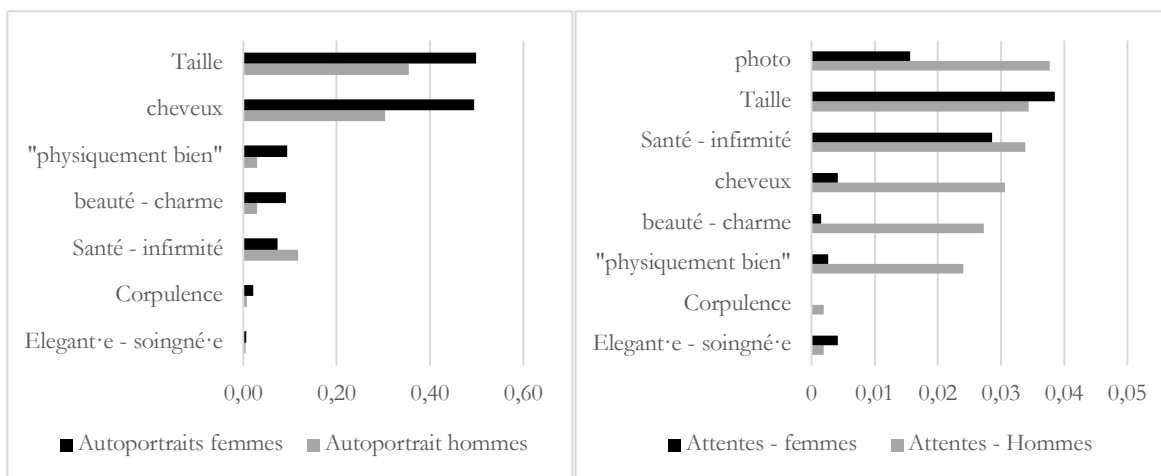 Taille
cheveux
"physiquement bien"
beauté - charme
Santé - infirmité
Corpulence
Elegant·e - soingné·e
0,00 0,20 0,40 0,60
Autoportraits femmes Autoportrait hommes
photo
Taille
Santé - infirmité
cheveux
beauté - charme
"physiquement bien"
Corpulence
Elegant·e - soingné·e
0 0,01 0,02 0,03 0,04 0,05
Attentes - femmes Attentes - Hommes